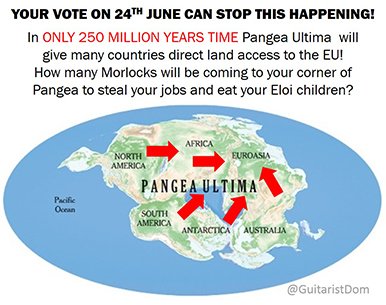 YOUR VOTE ON 24TH JUNE CAN STOP THIS HAPPENING!
In ONLY 250 MILLION YEARS TIME Pangea Ultima will
give many countries direct land access to the EU!
How many Morlocks will be coming to your corner of
Pangea to steal your jobs and eat your Eloi children?
AFRICA
NORTH
AMERICA
EUROASIA
PANGEA ULTIMA
Pacific
Ocean
SOUTH
AMERICA
ANTARCTICA
AUSTRALIA
@GuitaristDom